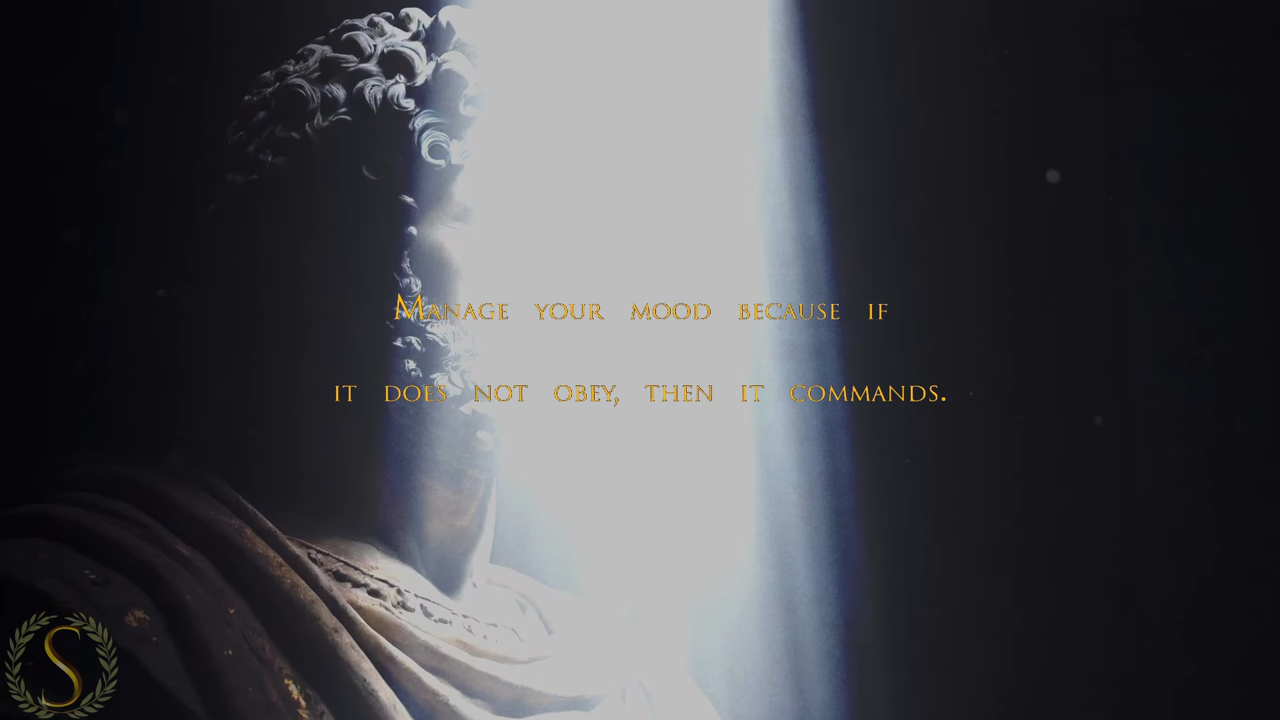 Manage your mood because if
it does not obey, then it commands.
S